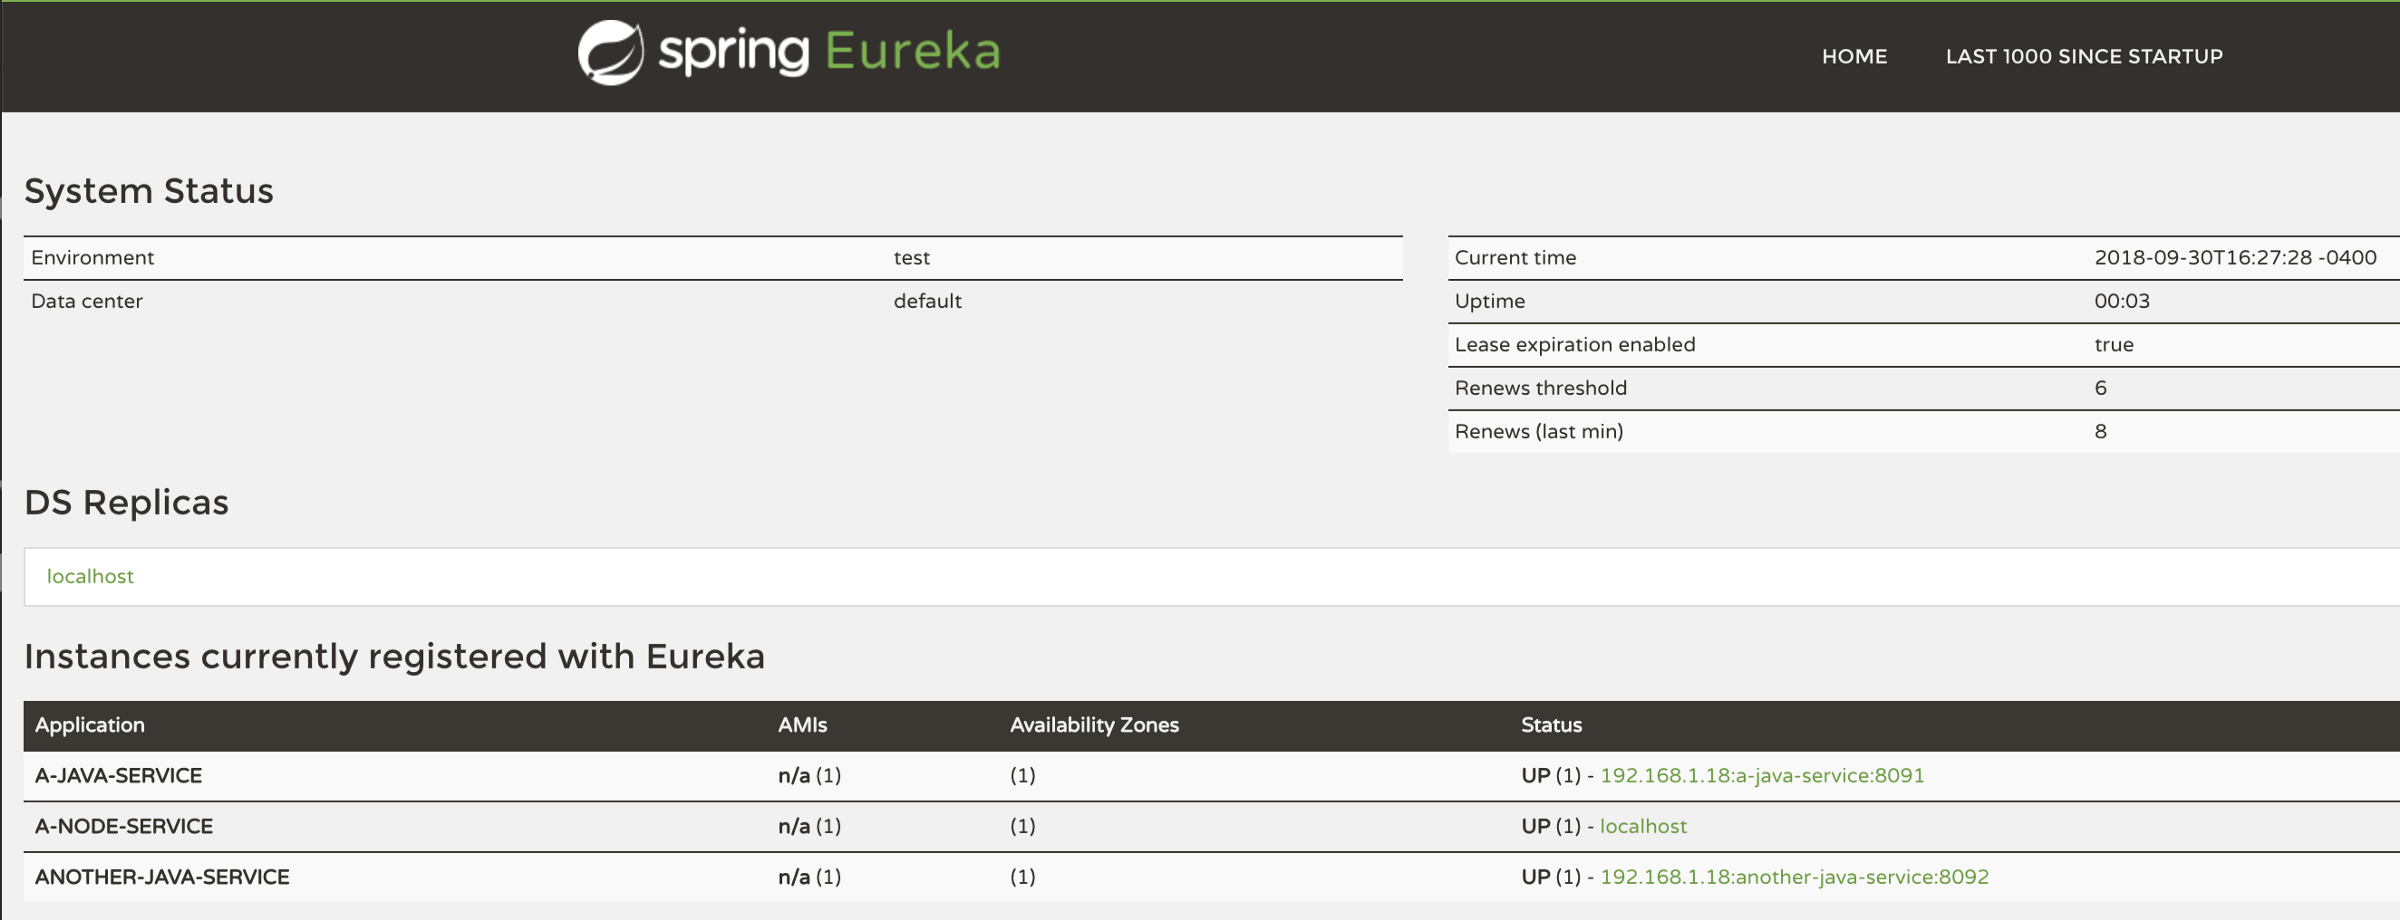 spring Eureka
HOME LAST 1000 SINCE STARTUP
System Status
Environment test
Data center default
Current time 2018-09-30T16:27:28 -0400
Uptime 00:03
Lease expiration enabled true
Renews threshold 6
Renews (last min) 8
DS Replicas
localhost
Instances currently registered with Eureka
Application AMIs Availability Zones Status
A-JAVA-SERVICE n/a (1) (1) UP (1) - 192.168.1.18:a-java-service:8091
A-NODE-SERVICE n/a (1) (1) UP (1) - localhost
ANOTHER-JAVA-SERVICE n/a (1) (1) UP (1) - 192.168.1.18:another-java-service:8092